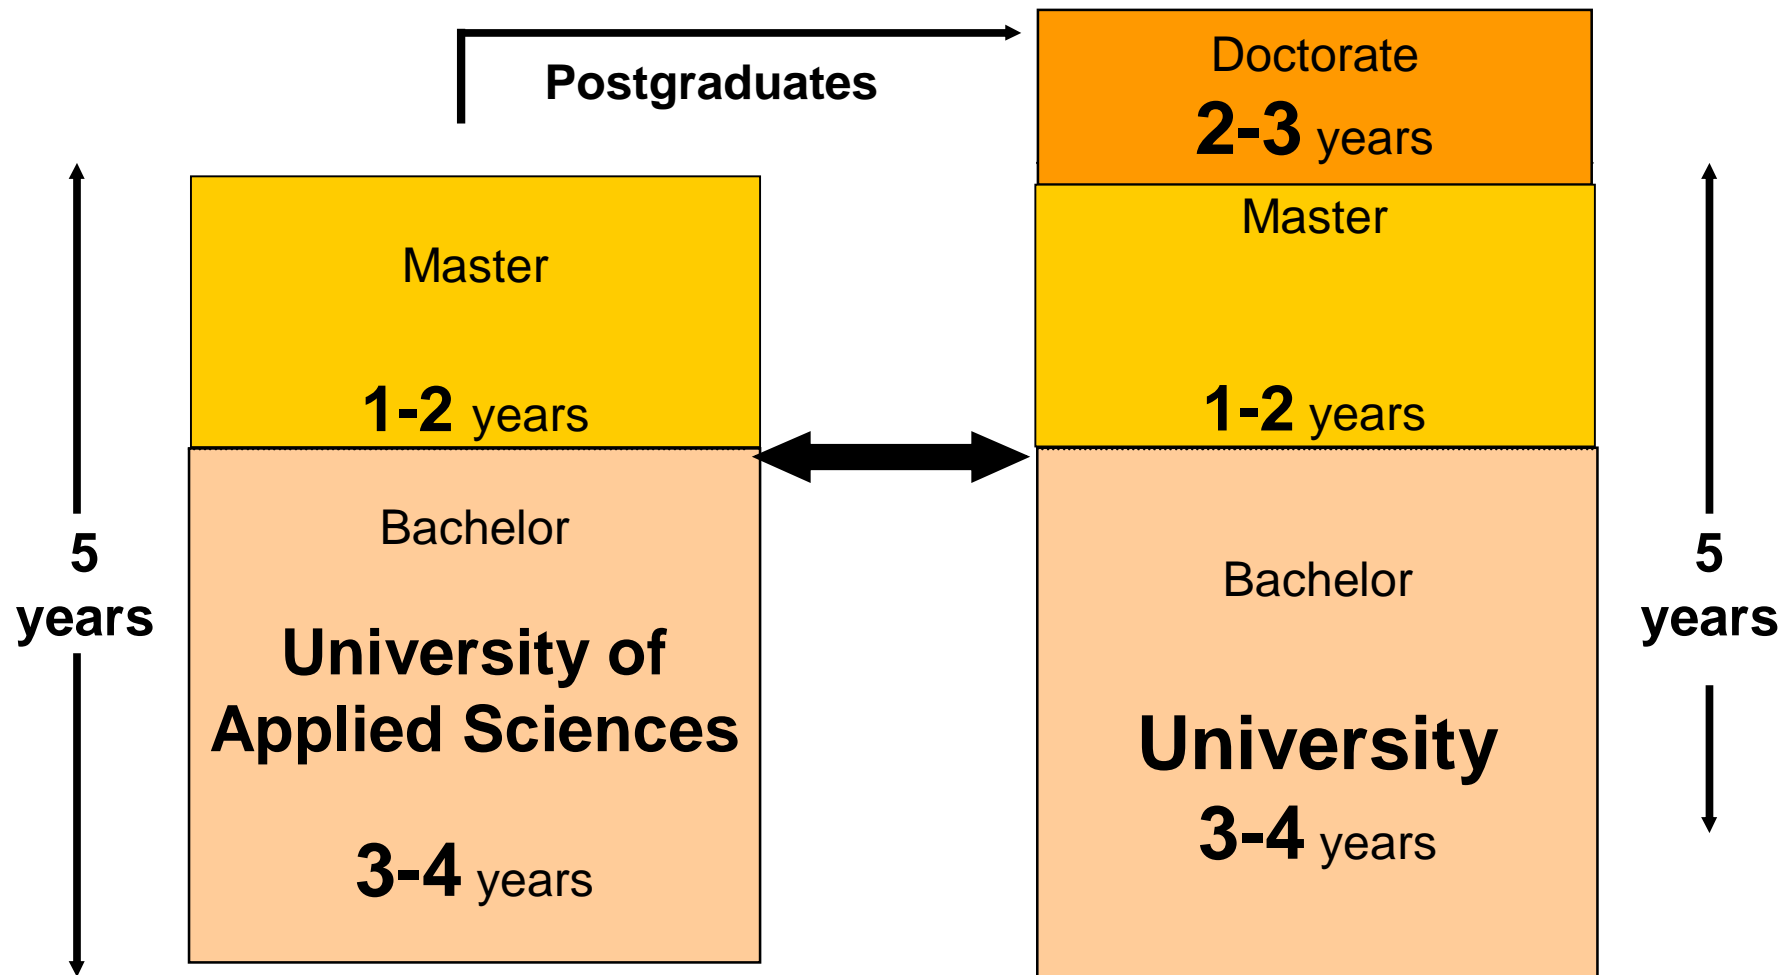 Postgraduates
Doctorate
2-3 years
Master
1-2 years
Master
1-2 years
5
years
Bachelor
University of
Applied Sciences
3-4 years
Bachelor
University
3-4 years
5
years